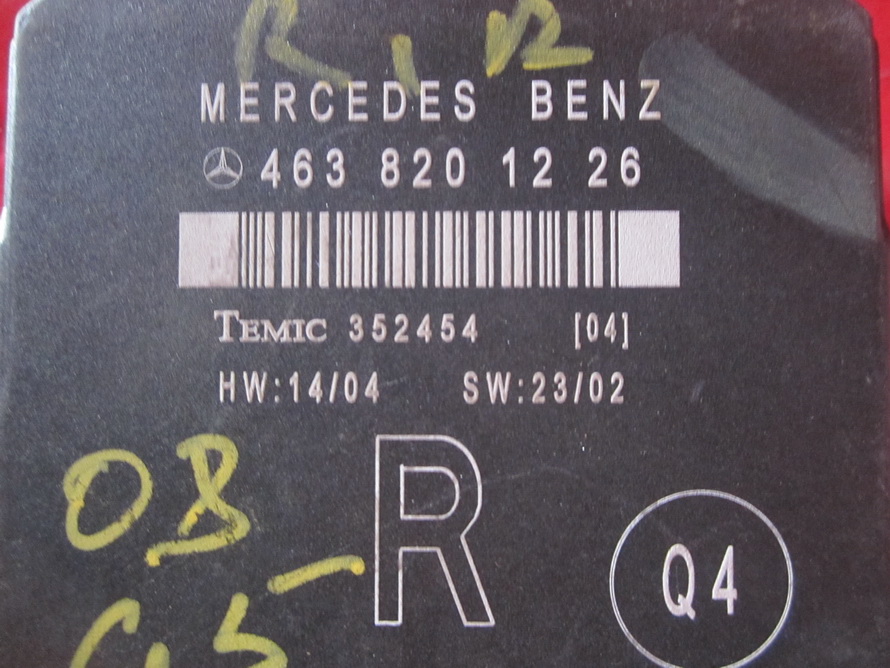 MERCEDES BENZ
463 820 12 26
TEMIC 352454 [04]
HW:14/04 SW:23/02
08
R
Q4